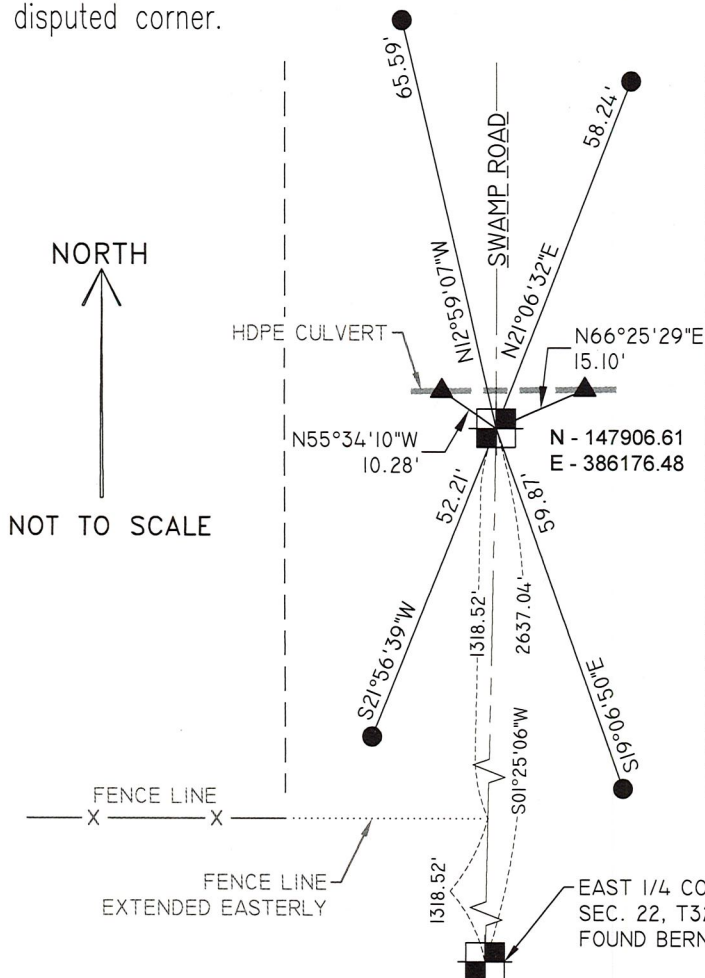 disputed corner.
65.59'
58.24'
SWAMP ROAD
NORTH
N12°59'07"W
N21°06'32"E
HDPE CULVERT
N66°25'29"E
15.10'
N55°34'10"W
10.28'
N - 147906.61
E - 386176.48
NOT TO SCALE
52.21'
59.87'
1318.52'
2637.04'
S21°56'39"W
S19°06'50"E
S01°25'06"W
FENCE LINE
X X
FENCE LINE
EXTENDED EASTERLY
1318.52'
EAST 1/4 CO
SEC. 22, T32
FOUND BERN